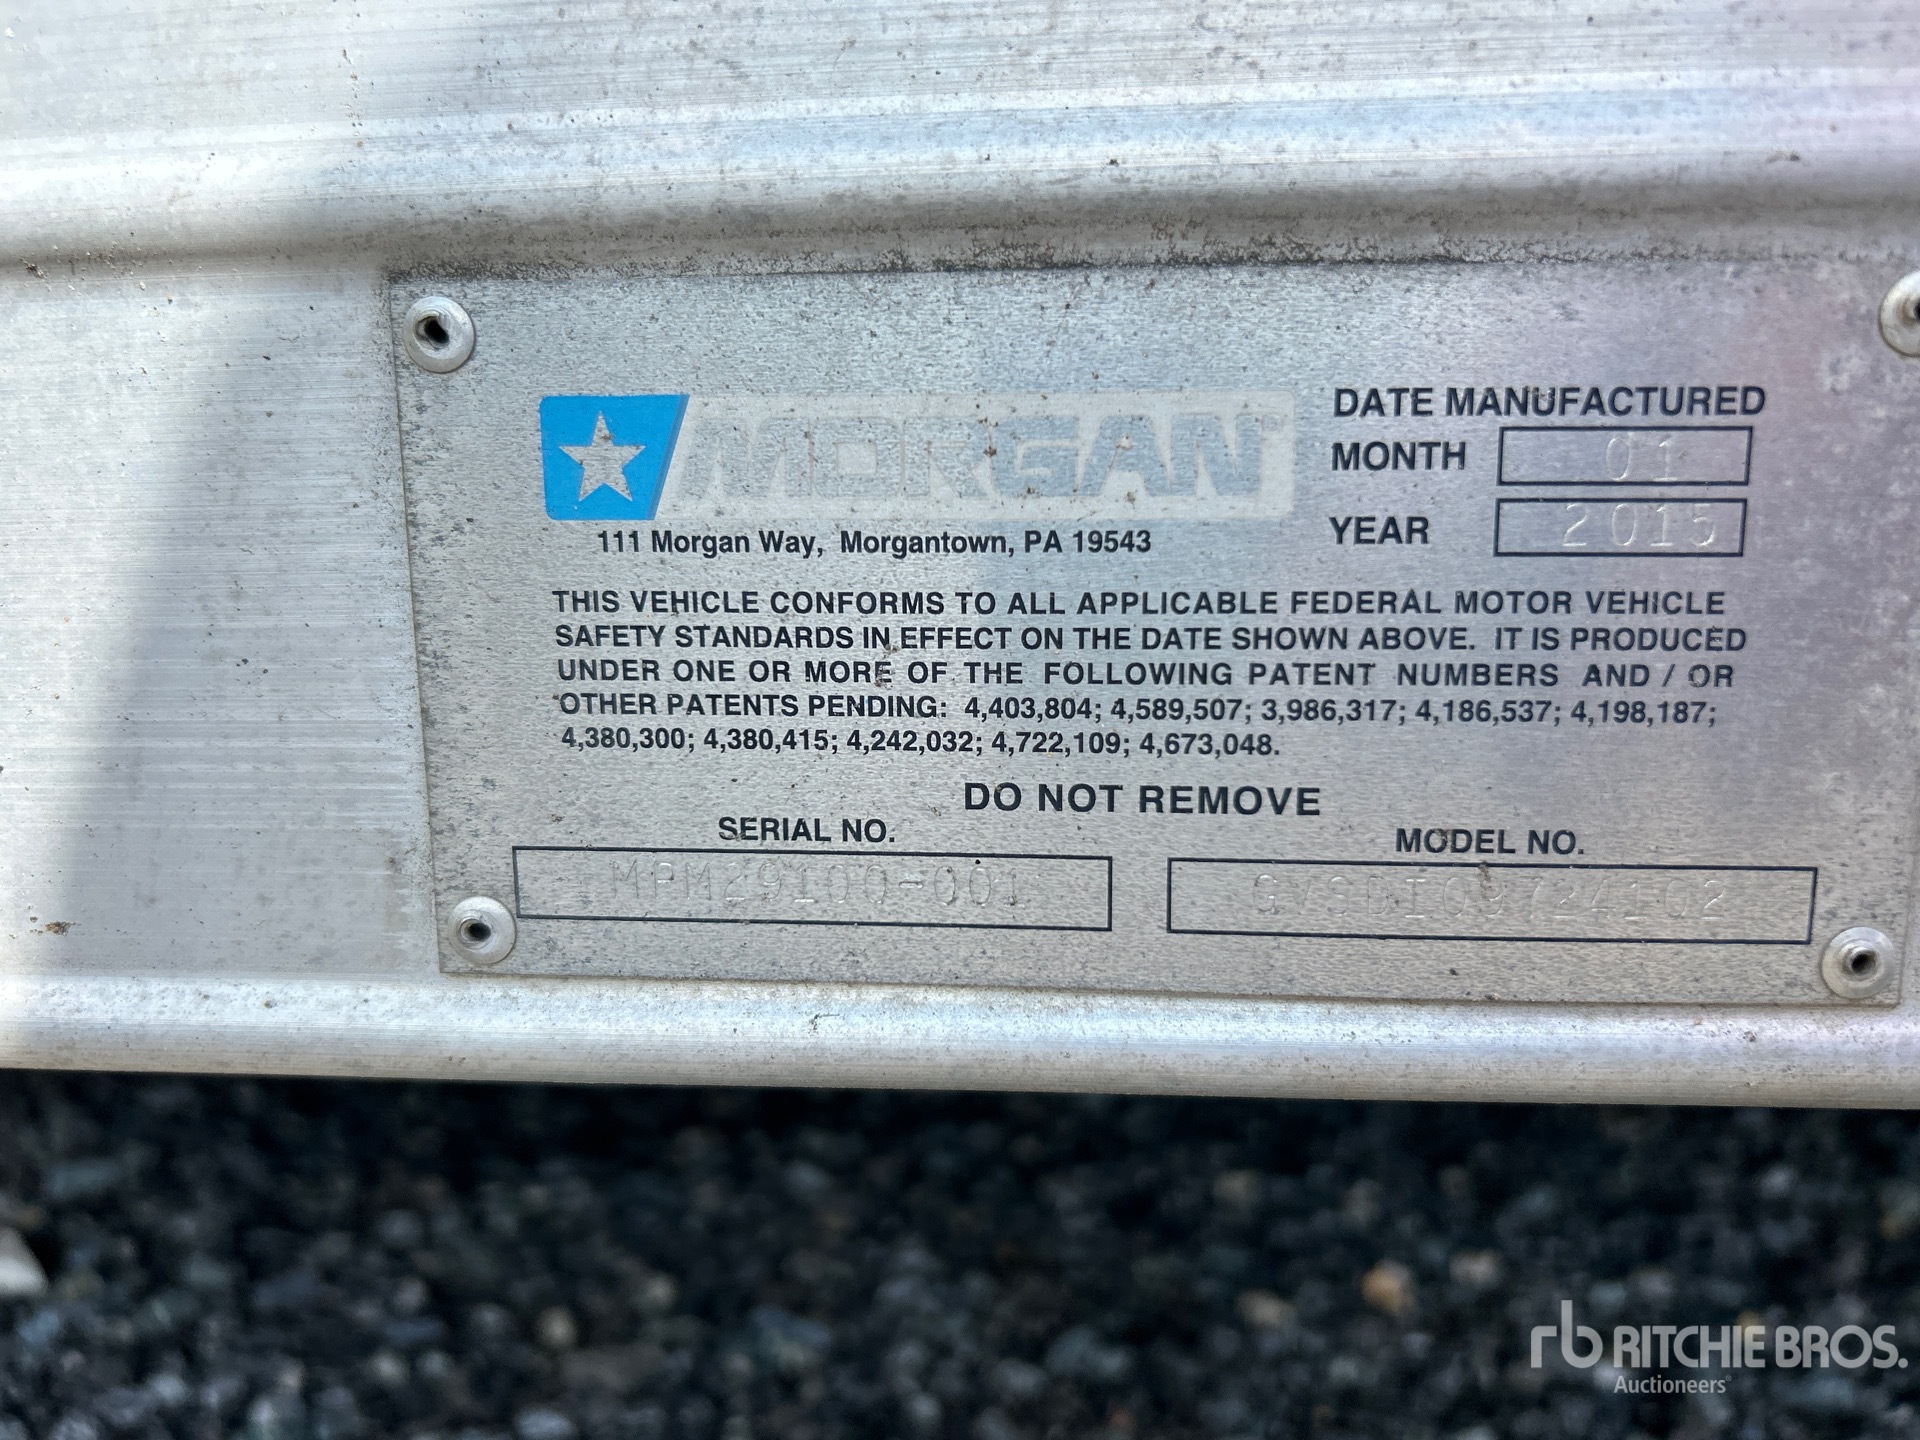 MORGAN
111 Morgan Way, Morgantown, PA 19543
DATE MANUFACTURED
MONTH 01
YEAR 2015
THIS VEHICLE CONFORMS TO ALL APPLICABLE FEDERAL MOTOR VEHICLE
SAFETY STANDARDS IN EFFECT ON THE DATE SHOWN ABOVE. IT IS PRODUCED
UNDER ONE OR MORE OF THE FOLLOWING PATENT NUMBERS AND / OR
OTHER PATENTS PENDING: 4,403,804; 4,589,507; 3,986,317; 4,186,537; 4,198,187;
4,380,300; 4,380,415; 4,242,032; 4,722,109; 4,673,048.
DO NOT REMOVE
SERIAL NO.
MPM29100-001
MODEL NO.
rb RITCHIE BROS.
Auctioneers